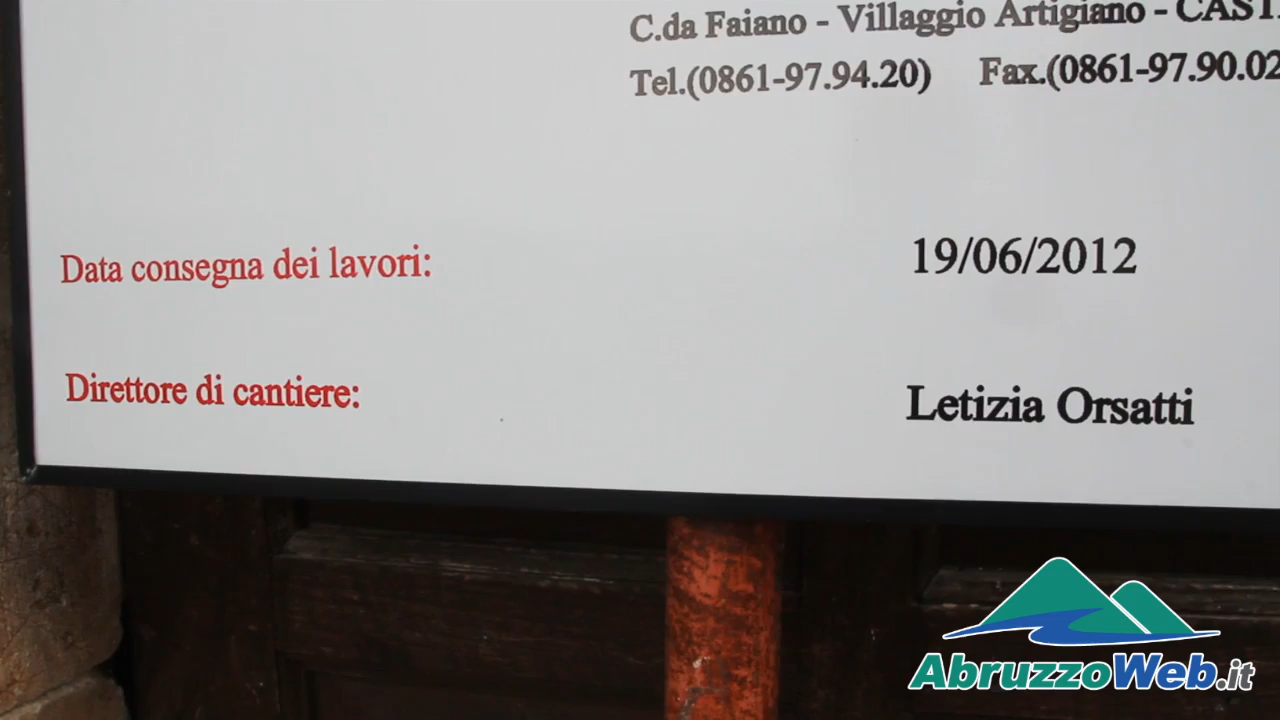 C.da Faiano - Villaggio Artigiano -
Tel.(0861-97.94.20) Fax.(0861-97.90.02
Data consegna dei lavori: 19/06/2012
Direttore di cantiere: Letizia Orsatti
AbruzzoWeb.it